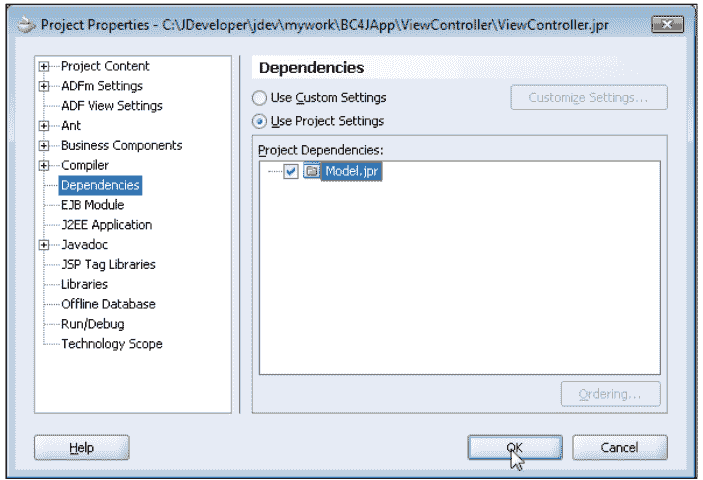 Project Properties - C:\JDeveloper\jdev\mywork\BC4JApp\ViewController\ViewController.jpr
Project Content
ADFm Settings
ADF View Settings
Ant
Business Components
Compiler
Dependencies
EJB Module
J2EE Application
Javadoc
JSP Tag Libraries
Libraries
Offline Database
Run/Debug
Technology Scope
Dependencies
Use Custom Settings
Customize Settings...
Use Project Settings
Project Dependencies:
Model.jpr
Ordering...
Help
OK
Cancel